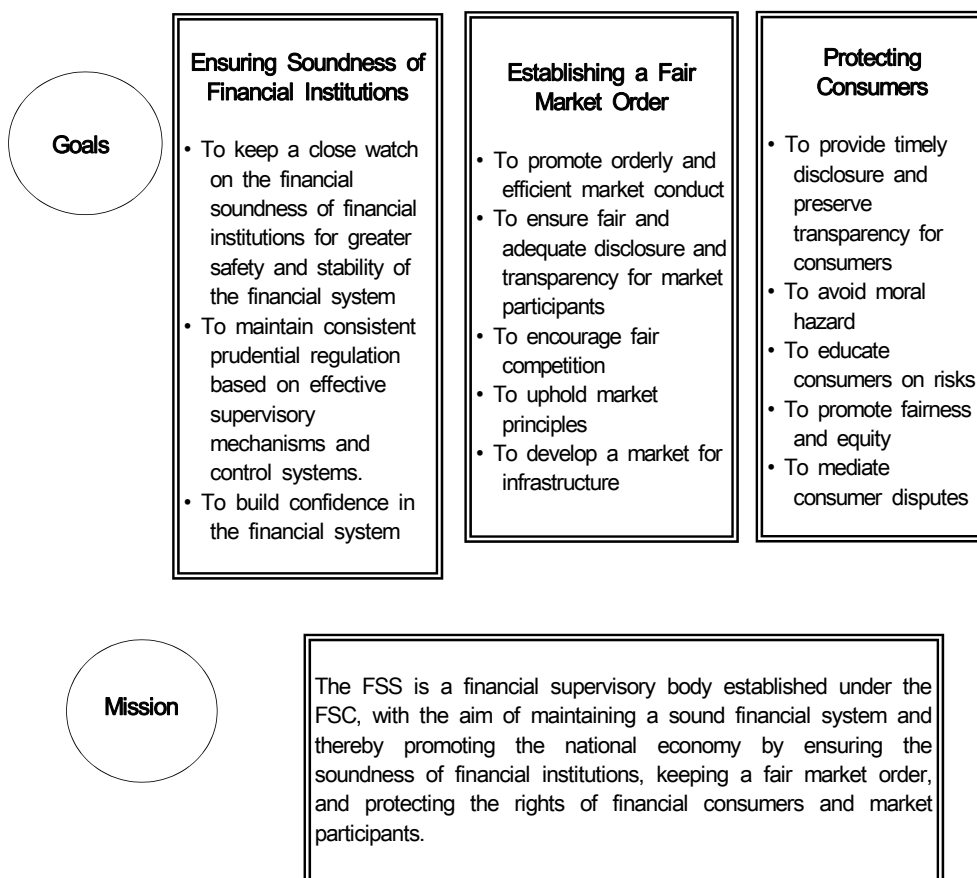 Goals
Ensuring Soundness of
Financial Institutions
• To keep a close watch
on the financial
soundness of financial
institutions for greater
safety and stability of
the financial system
• To maintain consistent
prudential regulation
based on effective
supervisory
mechanisms and
control systems.
• To build confidence in
the financial system
Establishing a Fair
Market Order
• To promote orderly and
efficient market conduct
• To ensure fair and
adequate disclosure and
transparency for market
participants
• To encourage fair
competition
• To uphold market
principles
• To develop a market for
infrastructure
Protecting
Consumers
• To provide timely
disclosure and
preserve
transparency for
consumers
• To avoid moral
hazard
• To educate
consumers on risks
• To promote fairness
and equity
• To mediate
consumer disputes
Mission
The FSS is a financial supervisory body established under the
FSC, with the aim of maintaining a sound financial system and
thereby promoting the national economy by ensuring the
soundness of financial institutions, keeping a fair market order,
and protecting the rights of financial consumers and market
participants.